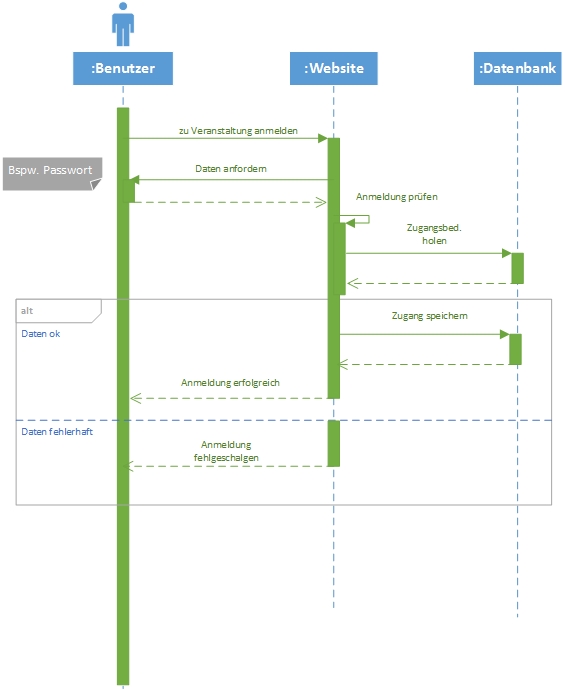 :Benutzer
:Website
:Datenbank
zu Veranstaltung anmelden
Bspw. Passwort
Daten anfordern
Anmeldung prüfen
Zugangsbed.
holen
alt
Daten ok
Zugang speichern
Anmeldung erfolgreich
Daten fehlerhaft
Anmeldung
fehlgeschalgen